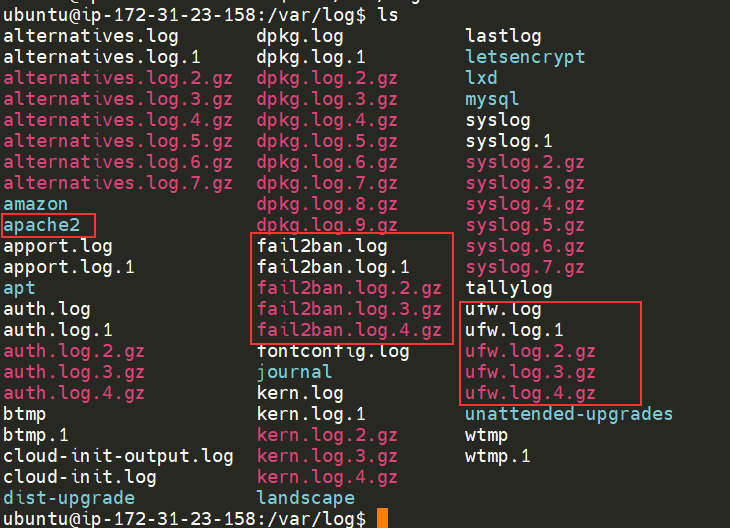 ubuntu@ip-172-31-23-158:/var/log$ ls
alternatives.log dpkg.log lastlog
alternatives.log.1 dpkg.log.1 letsencrypt
alternatives.log.2.gz dpkg.log.2.gz lxd
alternatives.log.3.gz dpkg.log.3.gz mysql
alternatives.log.4.gz dpkg.log.4.gz syslog
alternatives.log.5.gz dpkg.log.5.gz syslog.1
alternatives.log.6.gz dpkg.log.6.gz syslog.2.gz
alternatives.log.7.gz dpkg.log.7.gz syslog.3.gz
amazon dpkg.log.8.gz syslog.4.gz
apache2 dpkg.log.9.gz syslog.5.gz
apport.log fail2ban.log syslog.6.gz
apport.log.1 fail2ban.log.1 syslog.7.gz
apt fail2ban.log.2.gz tallylog
auth.log fail2ban.log.3.gz ufw.log
auth.log.1 fail2ban.log.4.gz ufw.log.1
auth.log.2.gz fontconfig.log ufw.log.2.gz
auth.log.3.gz journal ufw.log.3.gz
auth.log.4.gz kern.log ufw.log.4.gz
btmp kern.log.1 unattended-upgrades
btmp.1 kern.log.2.gz wtmp
cloud-init-output.log kern.log.3.gz wtmp.1
cloud-init.log kern.log.4.gz
dist-upgrade landscape
ubuntu@ip-172-31-23-158:/var/log$